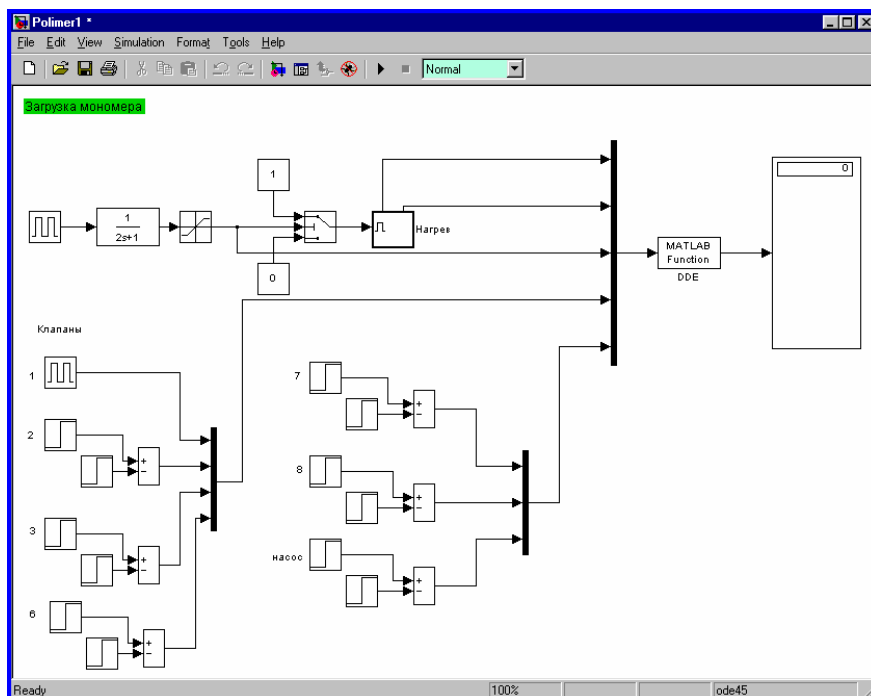 Polimer1 *
File Edit View Simulation Format Tools Help
Normal
Загрузка мономера
1
0
1
2s+1
Нагрев
0
MATLAB
Function
DDE
Клапаны
1
2
+
−
3
+
−
6
+
−
7
+
−
8
+
−
насос
+
−
Ready 100% ode45